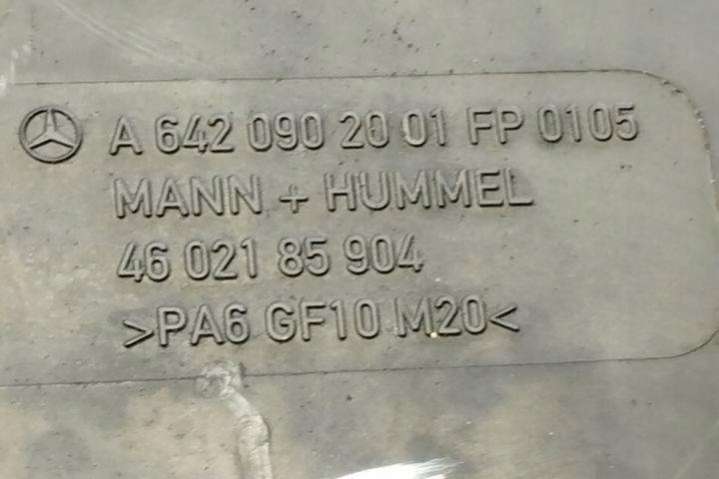 A 642 090 20 01 FP 0105
MANN + HUMMEL
46 021 85 904
>PA6 GF10 M20<